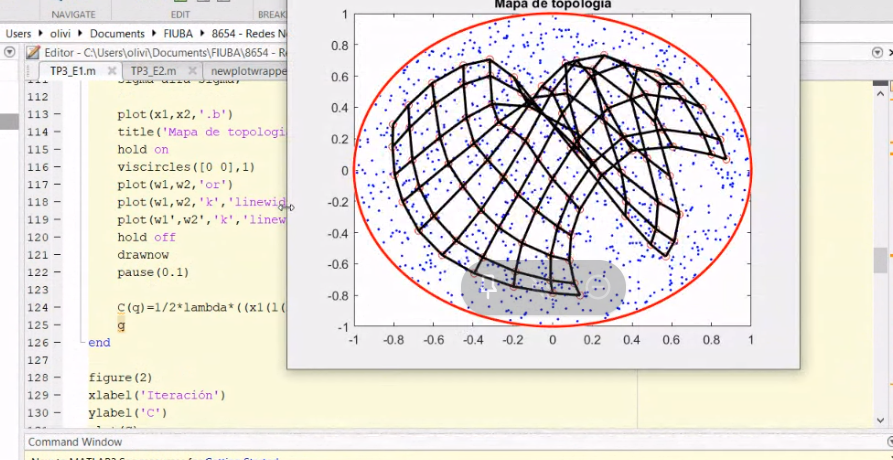 NAVIGATE EDIT BREAK
Users ▸ olivi ▸ Documents ▸ FIUBA ▸ 8654 - Redes N
Editor - C:\Users\olivi\Documents\FIUBA\8654 - Re
TP3_E1.m TP3_E2.m newplotwrappe
112
113 plot(x1,x2,'.b')
114 title('Mapa de topologi
115 hold on
116 viscircles([0 0],1)
117 plot(w1,w2,'or')
118 plot(w1,w2,'k','linewid
119 plot(w1',w2','k','linew
120 hold off
121 drawnow
122 pause(0.1)
123
124 C(q)=1/2*lambda*((x1(l(
125 q
126 end
127
128 figure(2)
129 xlabel('Iteración')
130 ylabel('C')
Command Window
Mapa de topología
1
0.8
0.6
0.4
0.2
0
-0.2
-0.4
-0.6
-0.8
-1
-1 -0.8 -0.6 -0.4 -0.2 0 0.2 0.4 0.6 0.8 1